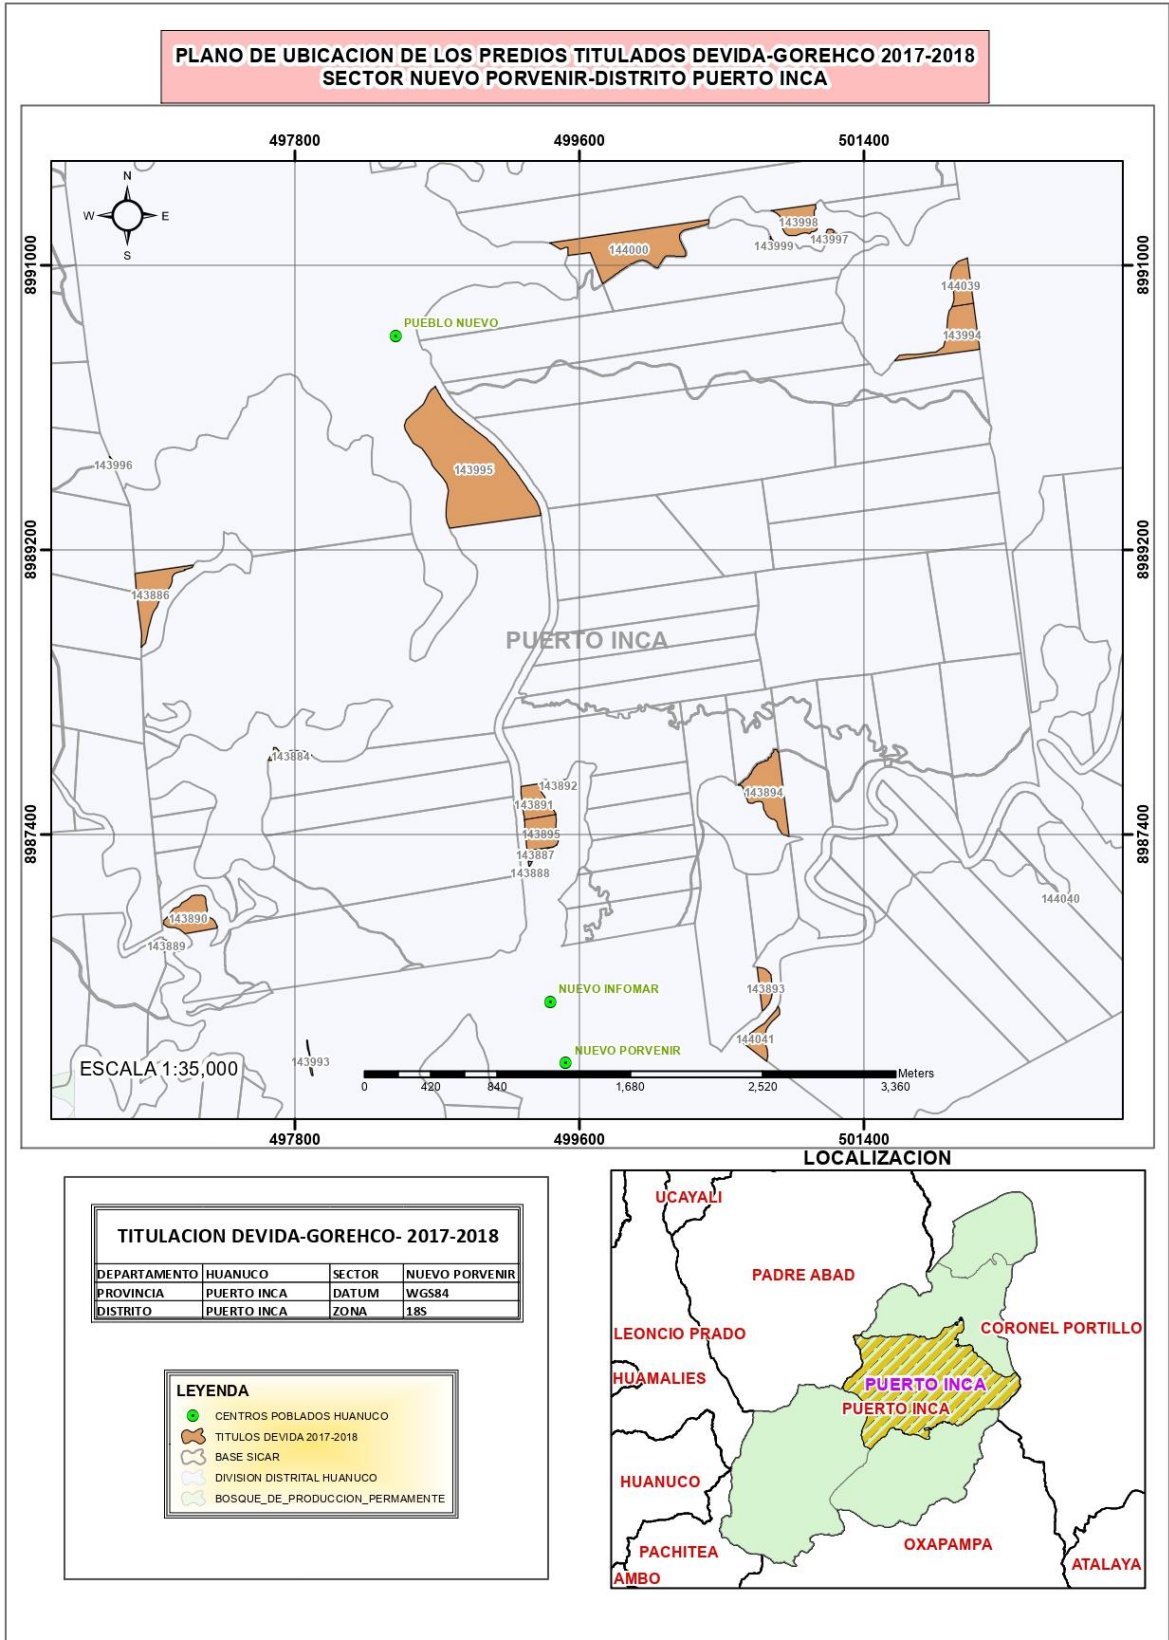 PLANO DE UBICACION DE LOS PREDIOS TITULADOS DEVIDA-GOREHCO 2017-2018
SECTOR NUEVO PORVENIR-DISTRITO PUERTO INCA
497800 499600 501400
N
W E
S
143998
143999 143997
144000
8991000 8991000
144039
PUEBLO NUEVO
143994
143996
143995
8989200 8989200
143886
PUERTO INCA
143884
143892
143894
143891
143895
8987400 8987400
143887
143888
144040
143890
143889
NUEVO INFOMAR
143893
144041
NUEVO PORVENIR
143993
ESCALA 1:35,000
Meters
0 420 840 1,680 2,520 3,360
497800 499600 501400
LOCALIZACION
TITULACION DEVIDA-GOREHCO- 2017-2018
DEPARTAMENTO HUANUCO SECTOR NUEVO PORVENIR
PROVINCIA PUERTO INCA DATUM WGS84
DISTRITO PUERTO INCA ZONA 18S
LEYENDA
CENTROS POBLADOS HUANUCO
TITULOS DEVIDA 2017-2018
BASE SICAR
DIVISION DISTRITAL HUANUCO
BOSQUE_DE_PRODUCCION_PERMAMENTE
UCAYALI
PADRE ABAD
CORONEL PORTILLO
LEONCIO PRADO
HUAMALIES
PUERTO INCA
PUERTO INCA
HUANUCO
OXAPAMPA
PACHITEA
ATALAYA
AMBO